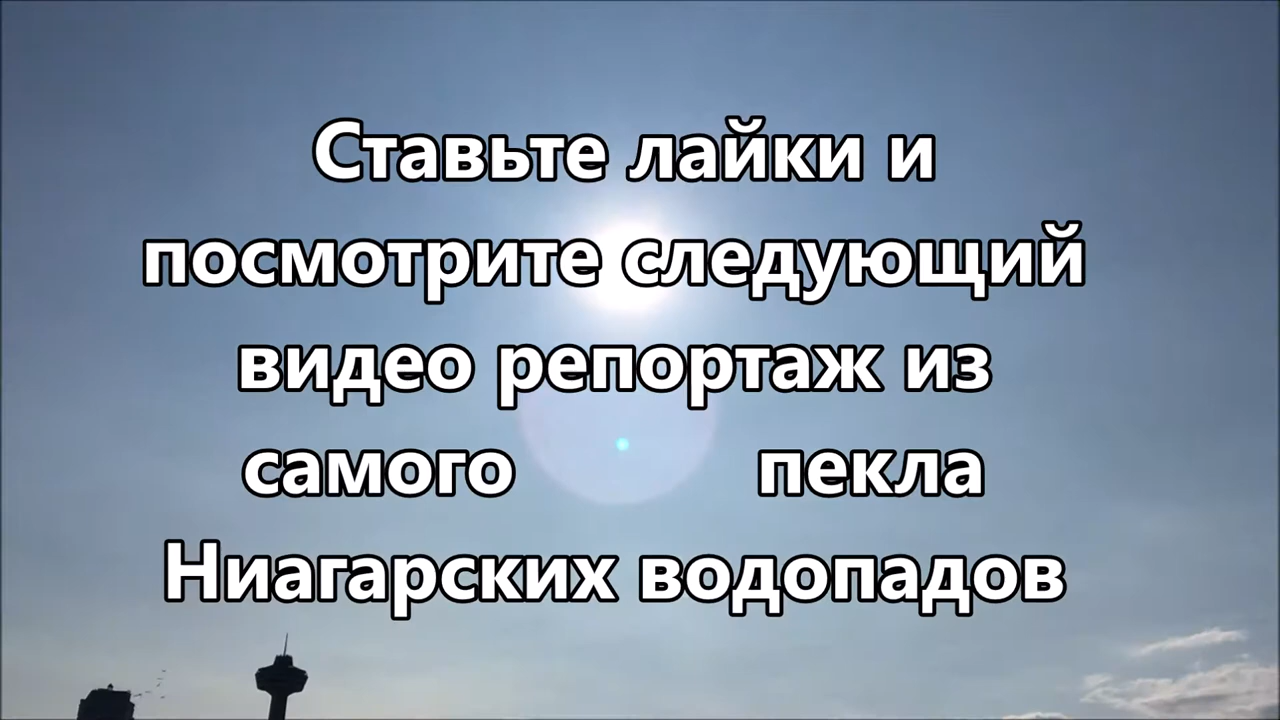 Ставьте лайки и
посмотрите следующий
видео репортаж из
самого пекла
Ниагарских водопадов